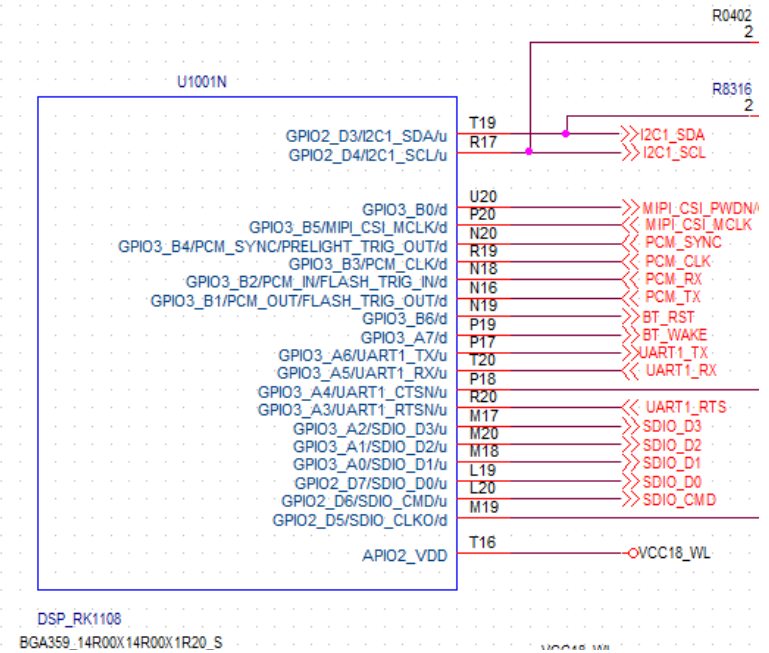 R0402
2
U1001N
R8316
2
T19
GPIO2_D3/I2C1_SDA/u
I2C1_SDA
R17
GPIO2_D4/I2C1_SCL/u
I2C1_SCL
U20
GPIO3_B0/d
MIPI_CSI_PWDN/
P20
GPIO3_B5/MIPI_CSI_MCLK/d
MIPI_CSI_MCLK
N20
GPIO3_B4/PCM_SYNC/PRELIGHT_TRIG_OUT/d
PCM_SYNC
R19
GPIO3_B3/PCM_CLK/d
PCM_CLK
N18
GPIO3_B2/PCM_IN/FLASH_TRIG_IN/d
PCM_RX
N16
GPIO3_B1/PCM_OUT/FLASH_TRIG_OUT/d
PCM_TX
N19
GPIO3_B6/d
BT_RST
P19
GPIO3_A7/d
BT_WAKE
P17
GPIO3_A6/UART1_TX/u
UART1_TX
T20
GPIO3_A5/UART1_RX/u
UART1_RX
P18
GPIO3_A4/UART1_CTSN/u
R20
GPIO3_A3/UART1_RTSN/u
UART1_RTS
M17
GPIO3_A2/SDIO_D3/u
SDIO_D3
M20
GPIO3_A1/SDIO_D2/u
SDIO_D2
M18
GPIO3_A0/SDIO_D1/u
SDIO_D1
L19
GPIO2_D7/SDIO_D0/u
SDIO_D0
L20
GPIO2_D6/SDIO_CMD/u
SDIO_CMD
M19
GPIO2_D5/SDIO_CLKO/d
T16
APIO2_VDD
VCC18_WL
DSP_RK1108
BGA359_14R00X14R00X1R20_S
VCC18_WL